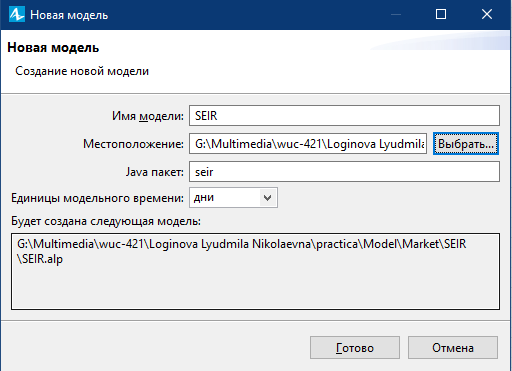 Новая модель
Новая модель
Создание новой модели
Имя модели: SEIR
Местоположение: G:\Multimedia\wuc-421\Loginova Lyudmila Выбрать...
Java пакет: seir
Единицы модельного времени: дни
Будет создана следующая модель:
G:\Multimedia\wuc-421\Loginova Lyudmila Nikolaevna\practica\Model\Market\SEIR
\SEIR.alp
Готово Отмена